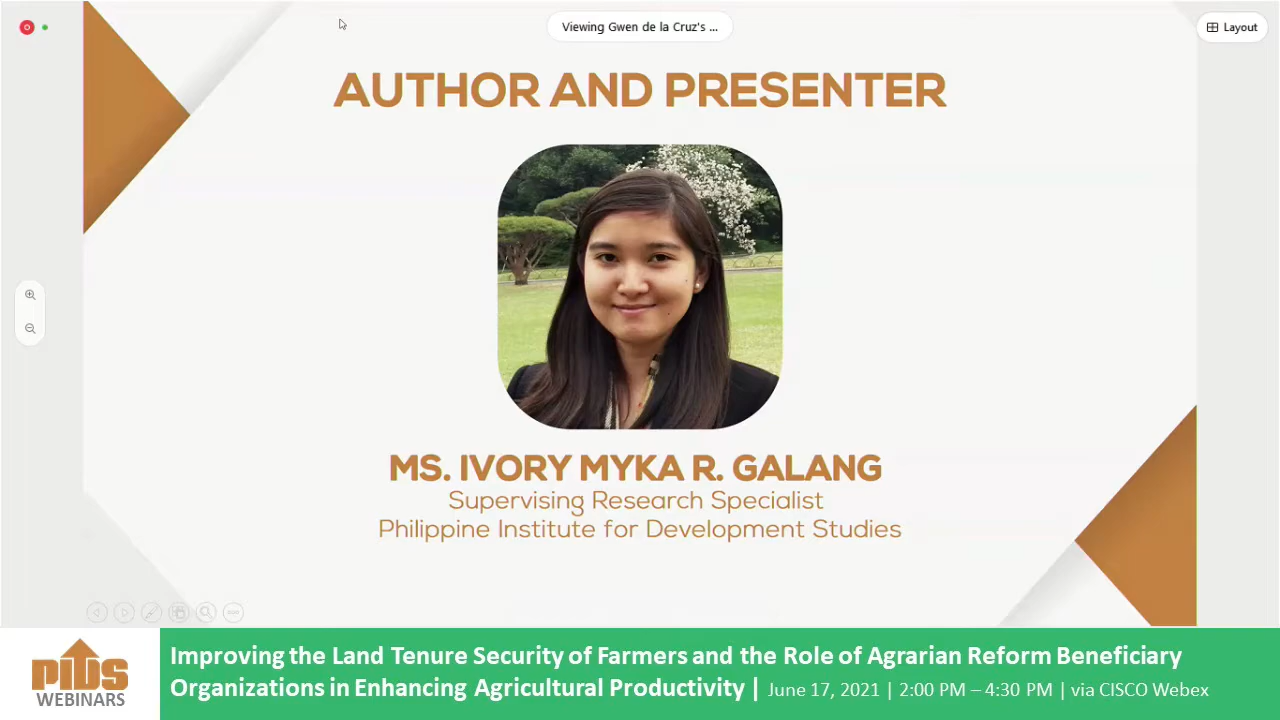 Viewing Gwen de la Cruz's ...
Layout
AUTHOR AND PRESENTER
MS. IVORY MYKA R. GALANG
Supervising Research Specialist
Philippine Institute for Development Studies
PIDS
WEBINARS
Improving the Land Tenure Security of Farmers and the Role of Agrarian Reform Beneficiary
Organizations in Enhancing Agricultural Productivity | June 17, 2021 | 2:00 PM – 4:30 PM | via CISCO Webex